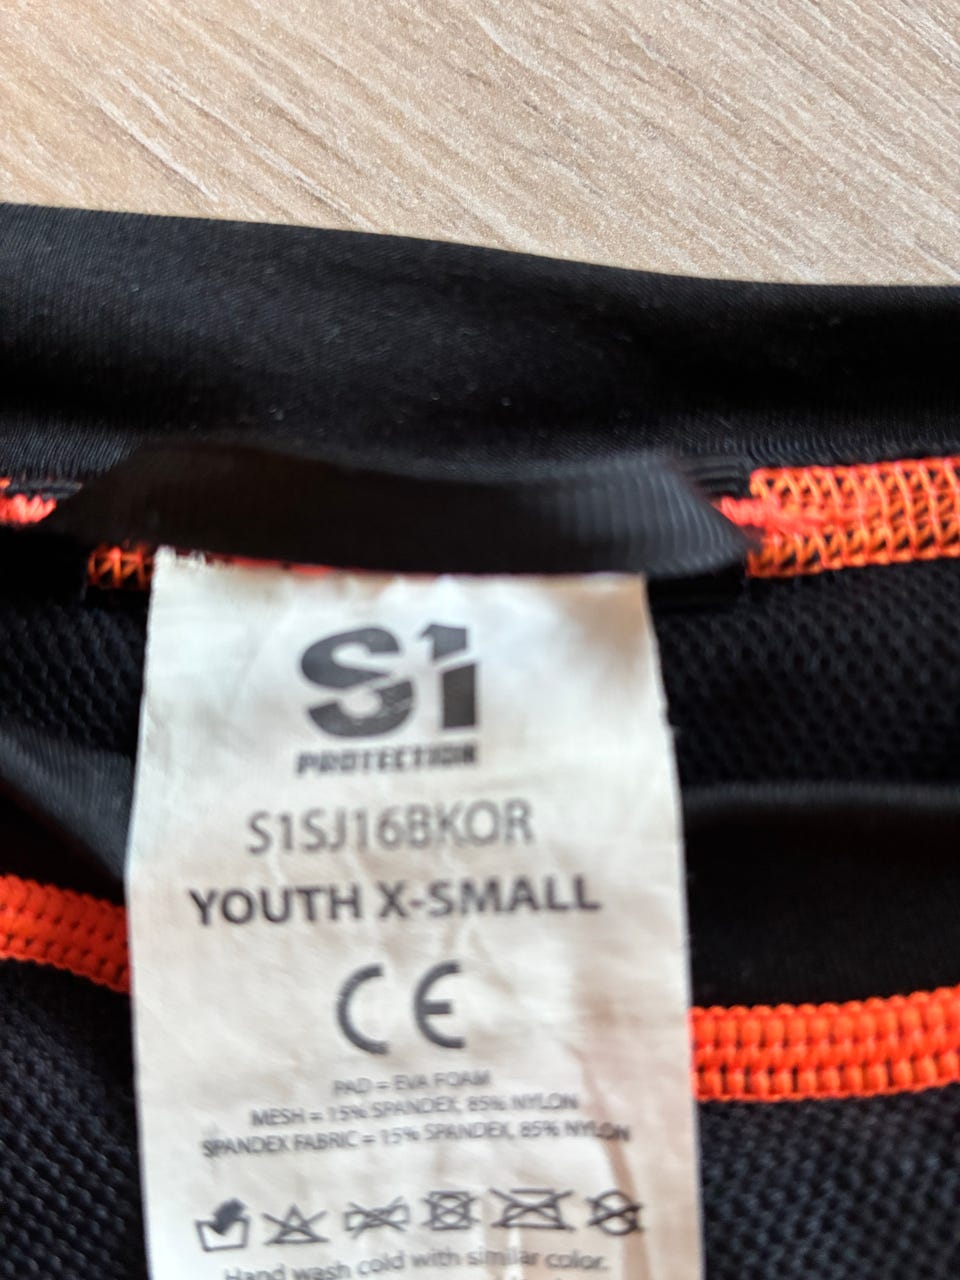 S1
PROTECTION
S1SJ16BKOR
YOUTH X-SMALL
CE
PAD = EVA FOAM
MESH = 15% SPANDEX, 85% NYLON
SPANDEX FABRIC = 15% SPANDEX, 85% NYLON
Hand wash cold with similar color.